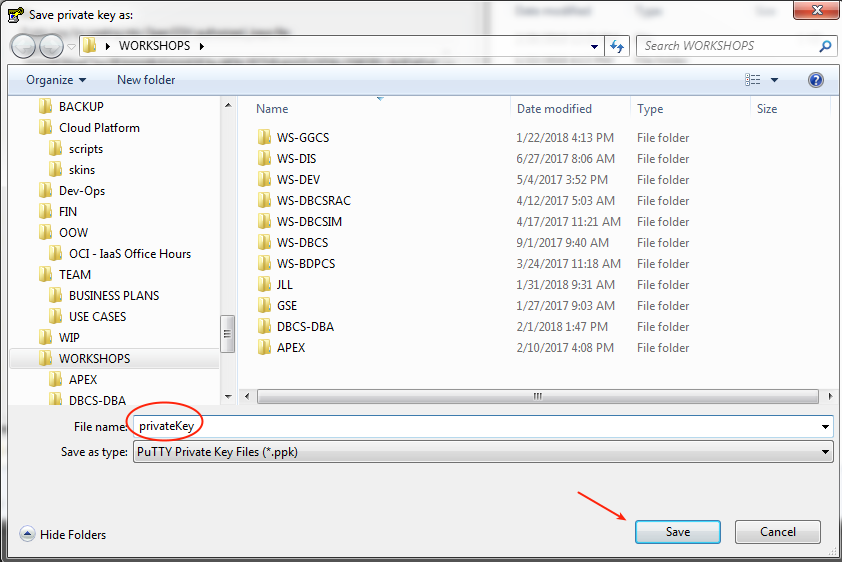 Save private key as:
WORKSHOPS
Search WORKSHOPS
Organize
New folder
BACKUP
Cloud Platform
scripts
skins
Dev-Ops
FIN
OOW
OCI - IaaS Office Hours
TEAM
BUSINESS PLANS
USE CASES
WIP
WORKSHOPS
APEX
DBCS-DBA
Name Date modified Type Size
WS-GGCS 1/22/2018 4:13 PM File folder
WS-DIS 6/27/2017 8:06 AM File folder
WS-DEV 5/4/2017 3:52 PM File folder
WS-DBCSRAC 4/12/2017 5:03 AM File folder
WS-DBCSIM 4/17/2017 11:21 AM File folder
WS-DBCS 9/1/2017 9:40 AM File folder
WS-BDPCS 3/24/2017 11:18 AM File folder
JLL 1/31/2018 9:31 AM File folder
GSE 1/27/2017 9:03 AM File folder
DBCS-DBA 2/1/2018 1:47 PM File folder
APEX 2/10/2017 4:08 PM File folder
File name: privateKey
Save as type: PuTTY Private Key Files (*.ppk)
Hide Folders
Save
Cancel